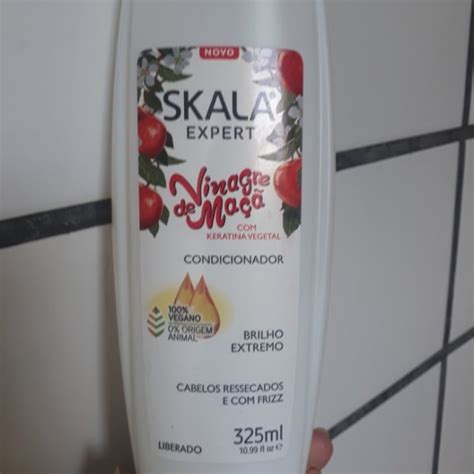 NOVO
SKALA
EXPERT
Vinagre
de Maçã
COM
KERATINA VEGETAL
CONDICIONADOR
100%
VEGANO
0% ORIGEM
ANIMAL
BRILHO
EXTREMO
CABELOS RESSECADOS
E COM FRIZZ
LIBERADO
325ml
10.99 fl oz e